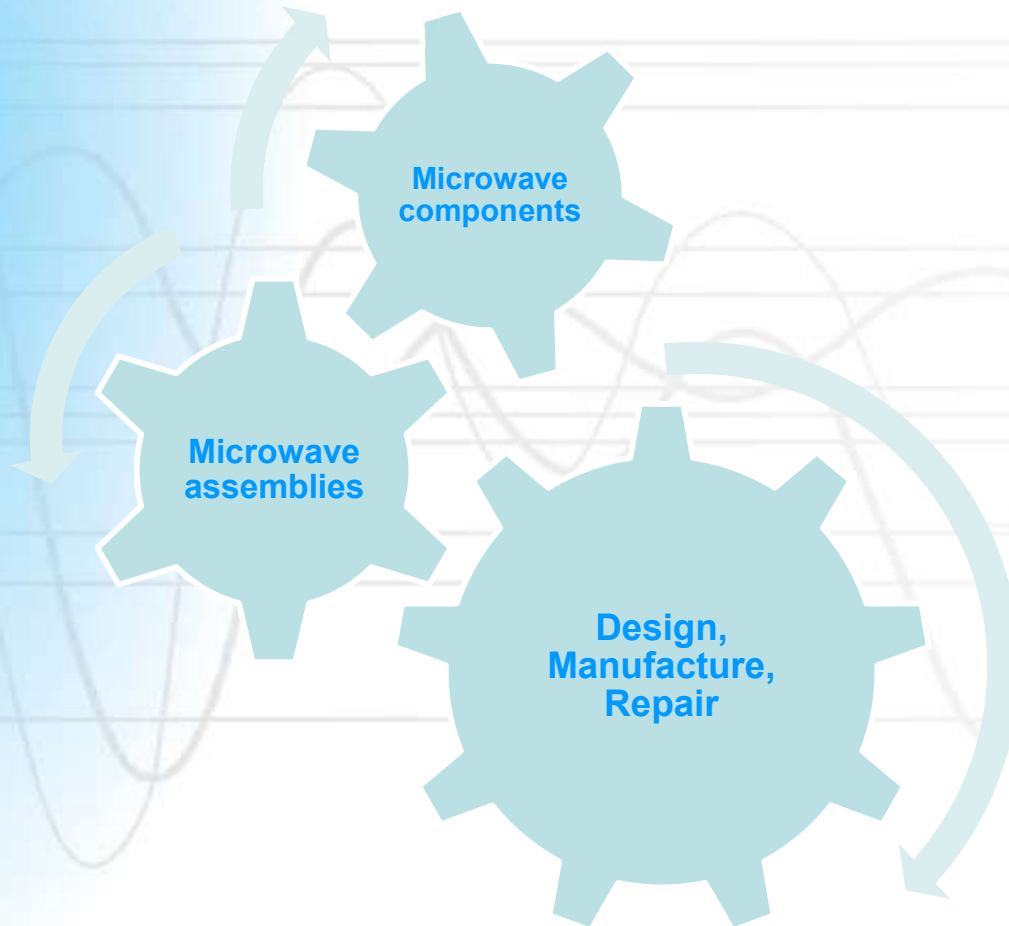 Microwave
components
Microwave
assemblies
Design,
Manufacture,
Repair